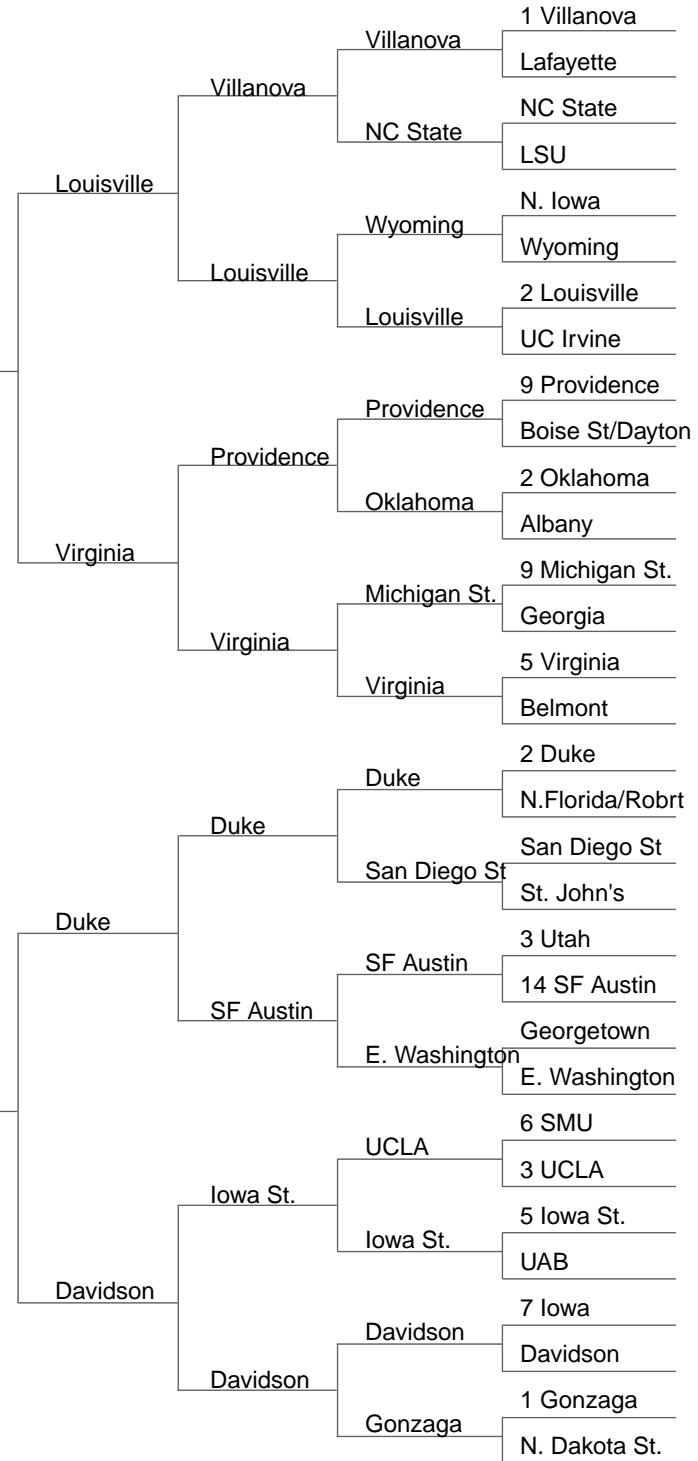 1 Villanova
Villanova
Lafayette
Villanova
NC State
NC State
LSU
Louisville
N. Iowa
Wyoming
Wyoming
Louisville
2 Louisville
Louisville
UC Irvine
9 Providence
Providence
Boise St/Dayton
Providence
2 Oklahoma
Oklahoma
Albany
Virginia
9 Michigan St.
Michigan St.
Georgia
Virginia
5 Virginia
Virginia
Belmont
2 Duke
Duke
N.Florida/Robrt
Duke
San Diego St
San Diego St
St. John's
Duke
3 Utah
SF Austin
14 SF Austin
SF Austin
Georgetown
E. Washington
E. Washington
6 SMU
UCLA
3 UCLA
Iowa St.
5 Iowa St.
Iowa St.
UAB
Davidson
7 Iowa
Davidson
Davidson
Davidson
1 Gonzaga
Gonzaga
N. Dakota St.